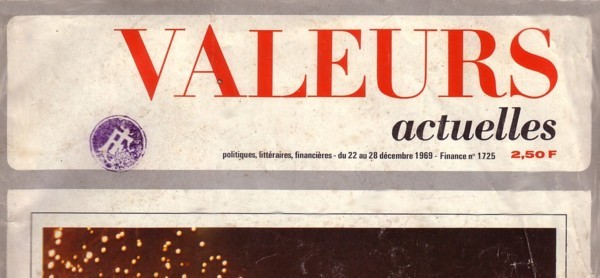 VALEURS
actuelles
politiques, littéraires, financières - du 22 au 28 décembre 1969 - Finance n° 1725 2,50 F